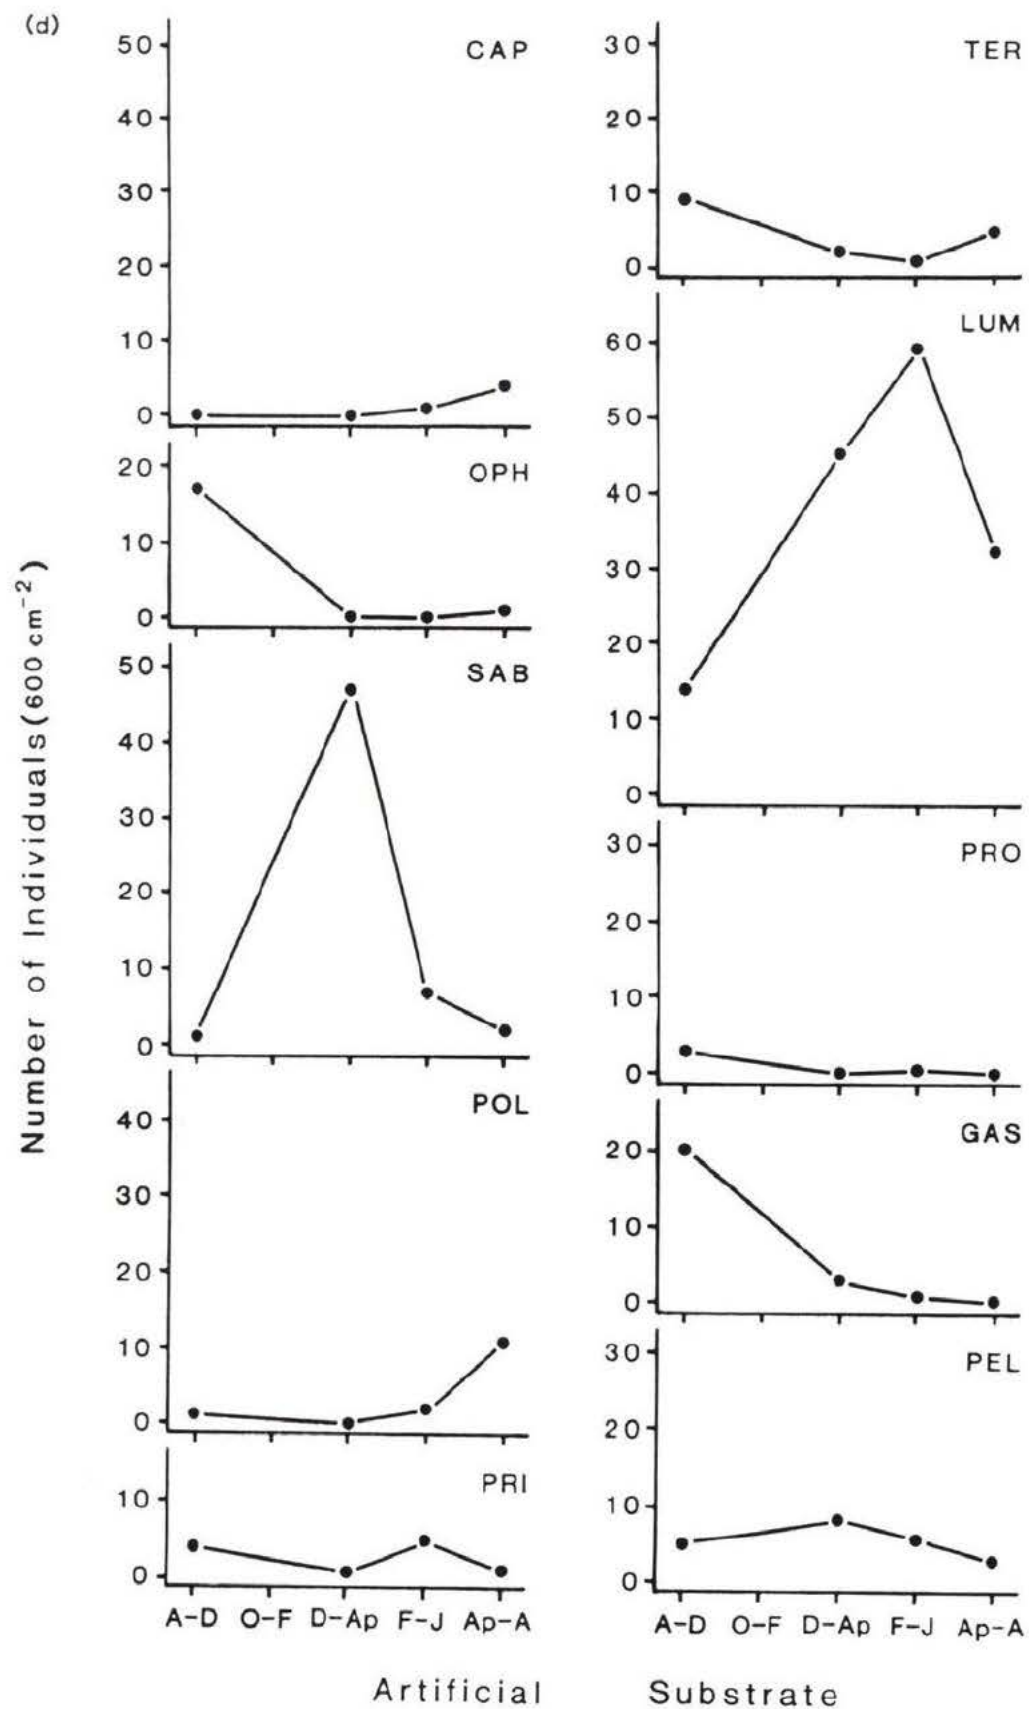 (d)
Number of Individuals (600 cm⁻²)
CAP
50
40
30
20
10
0
OPH
20
10
0
SAB
50
40
30
20
10
0
POL
40
30
20
10
0
PRI
10
0
A-D O-F D-Ap F-J Ap-A
TER
30
20
10
0
LUM
60
50
40
30
20
10
0
PRO
30
20
10
0
GAS
20
10
0
PEL
30
20
10
0
A-D O-F D-Ap F-J Ap-A
Artificial Substrate